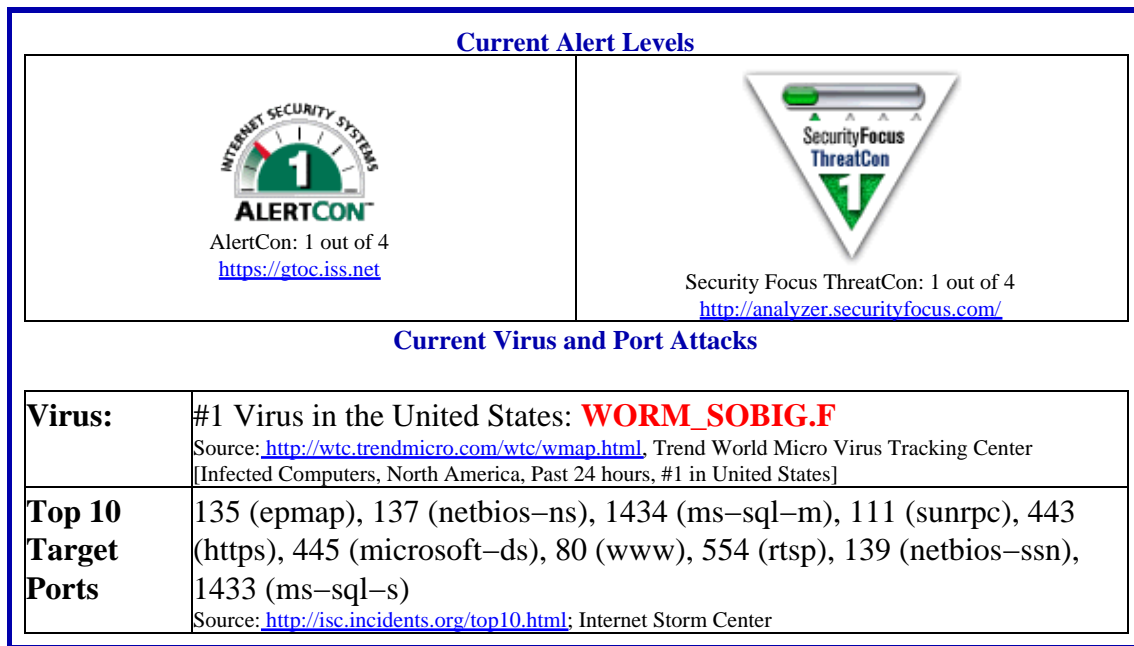 Current Alert Levels
INTERNET SECURITY SYSTEMS
1
ALERTCON™
AlertCon: 1 out of 4
https://gtoc.iss.net
SecurityFocus
ThreatCon
1
Security Focus ThreatCon: 1 out of 4
http://analyzer.securityfocus.com/
Current Virus and Port Attacks
Virus:
#1 Virus in the United States: WORM_SOBIG.F
Source: http://wtc.trendmicro.com/wtc/wmap.html, Trend World Micro Virus Tracking Center
[Infected Computers, North America, Past 24 hours, #1 in United States]
Top 10
Target
Ports
135 (epmap), 137 (netbios−ns), 1434 (ms−sql−m), 111 (sunrpc), 443
(https), 445 (microsoft−ds), 80 (www), 554 (rtsp), 139 (netbios−ssn),
1433 (ms−sql−s)
Source: http://isc.incidents.org/top10.html; Internet Storm Center